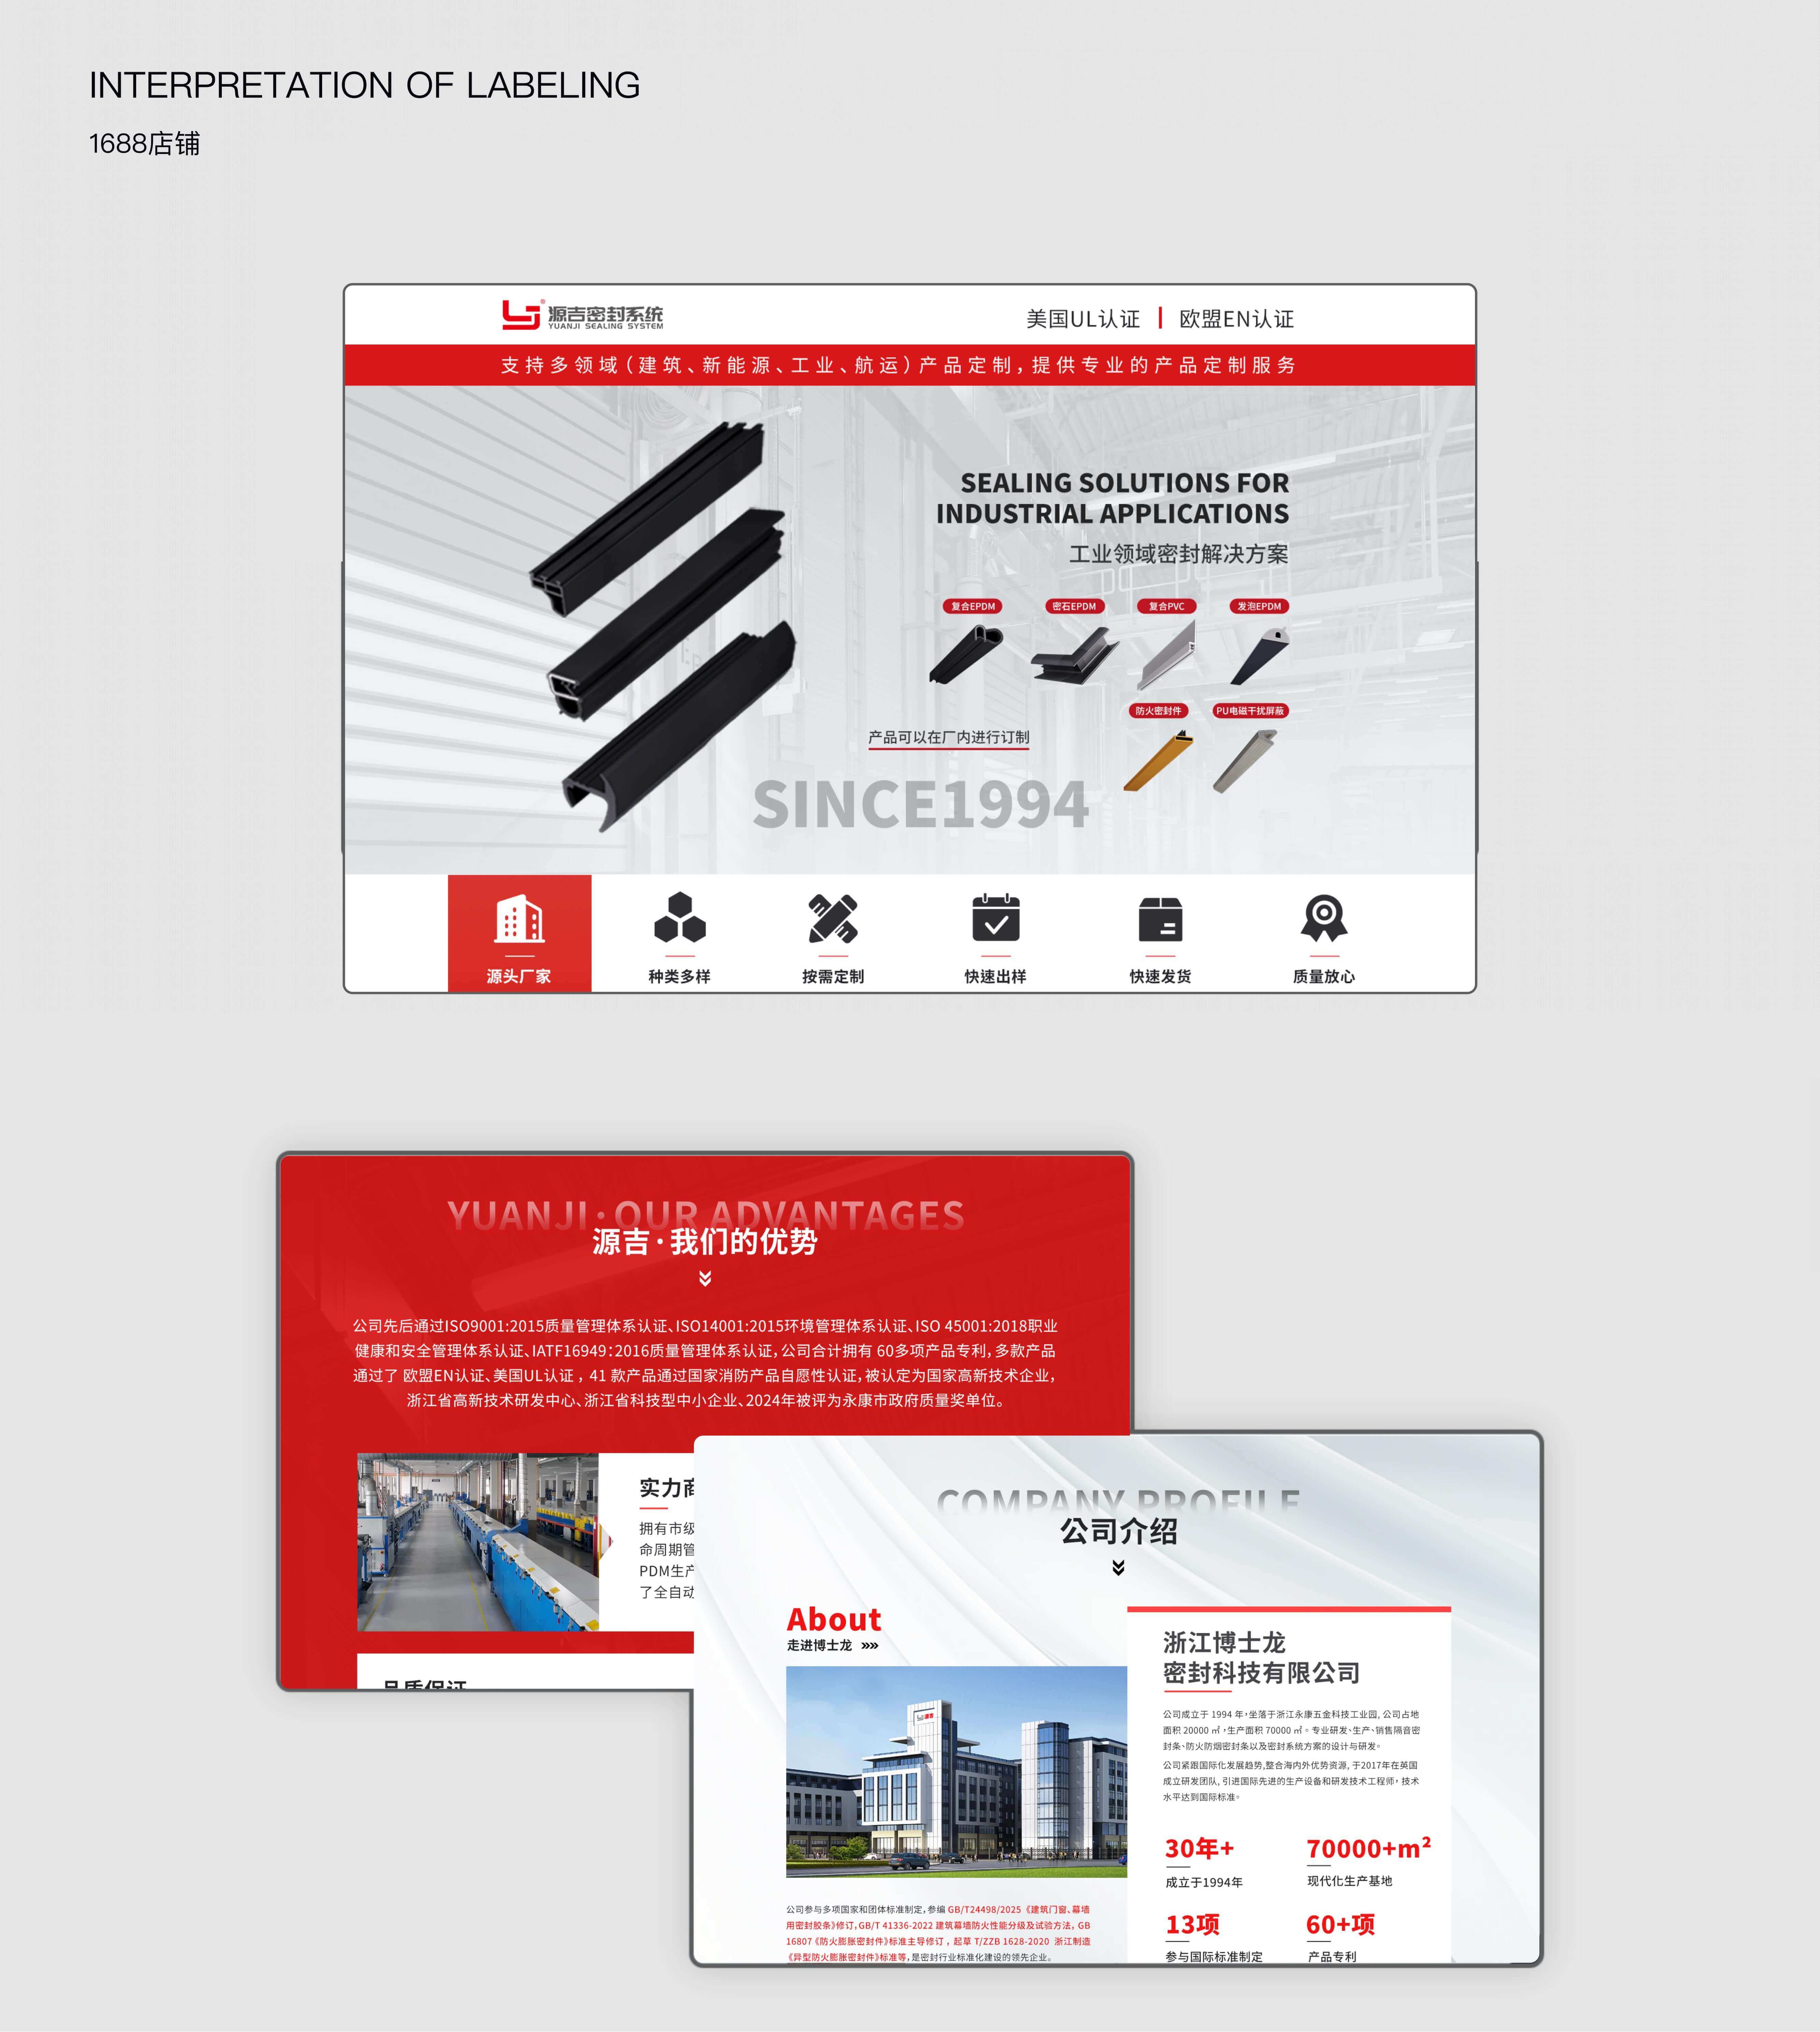 INTERPRETATION OF LABELING
1688店铺
源吉密封系统
YUANJI SEALING SYSTEM
美国UL认证 | 欧盟EN认证
支持多领域(建筑、新能源、工业、航运)产品定制,提供专业的产品定制服务
SEALING SOLUTIONS FOR
INDUSTRIAL APPLICATIONS
工业领域密封解决方案
复合EPDM 密石EPDM 复合PVC 发泡EPDM
防火密封件 PU电磁干扰屏蔽
产品可以在厂内进行订制
SINCE1994
源头厂家 种类多样 按需定制 快速出样 快速发货 质量放心
YUANJI·OUR ADVANTAGES
源吉·我们的优势
公司先后通过ISO9001:2015质量管理体系认证、ISO14001:2015环境管理体系认证、ISO 45001:2018职业
健康和安全管理体系认证、IATF16949:2016质量管理体系认证,公司合计拥有 60多项产品专利,多款产品
通过了 欧盟EN认证、美国UL认证 , 41 款产品通过国家消防产品自愿性认证,被认定为国家高新技术企业,
浙江省高新技术研发中心、浙江省科技型中小企业、2024年被评为永康市政府质量奖单位。
实力商
拥有市级
命周期管
PDM生产
了全自动
品质保证
COMPANY PROFILE
公司介绍
About
走进博士龙 »»
源吉
公司参与多项国家和团体标准制定,参编 GB/T24498/2025《建筑门窗、幕墙
用密封胶条》修订,GB/T 41336-2022 建筑幕墙防火性能分级及试验方法, GB
16807《防火膨胀密封件》标准主导修订 , 起草 T/ZZB 1628-2020 浙江制造
《异型防火膨胀密封件》标准等,是密封行业标准化建设的领先企业。
浙江博士龙
密封科技有限公司
公司成立于 1994 年,坐落于浙江永康五金科技工业园, 公司占地
面积 20000 ㎡,生产面积 70000 ㎡。专业研发、生产、销售隔音密
封条、防火防烟密封条以及密封系统方案的设计与研发。
公司紧跟国际化发展趋势,整合海内外优势资源, 于2017年在英国
成立研发团队, 引进国际先进的生产设备和研发技术工程师, 技术
水平达到国际标准。
30年+ 70000+m²
成立于1994年 现代化生产基地
13项 60+项
参与国际标准制定 产品专利